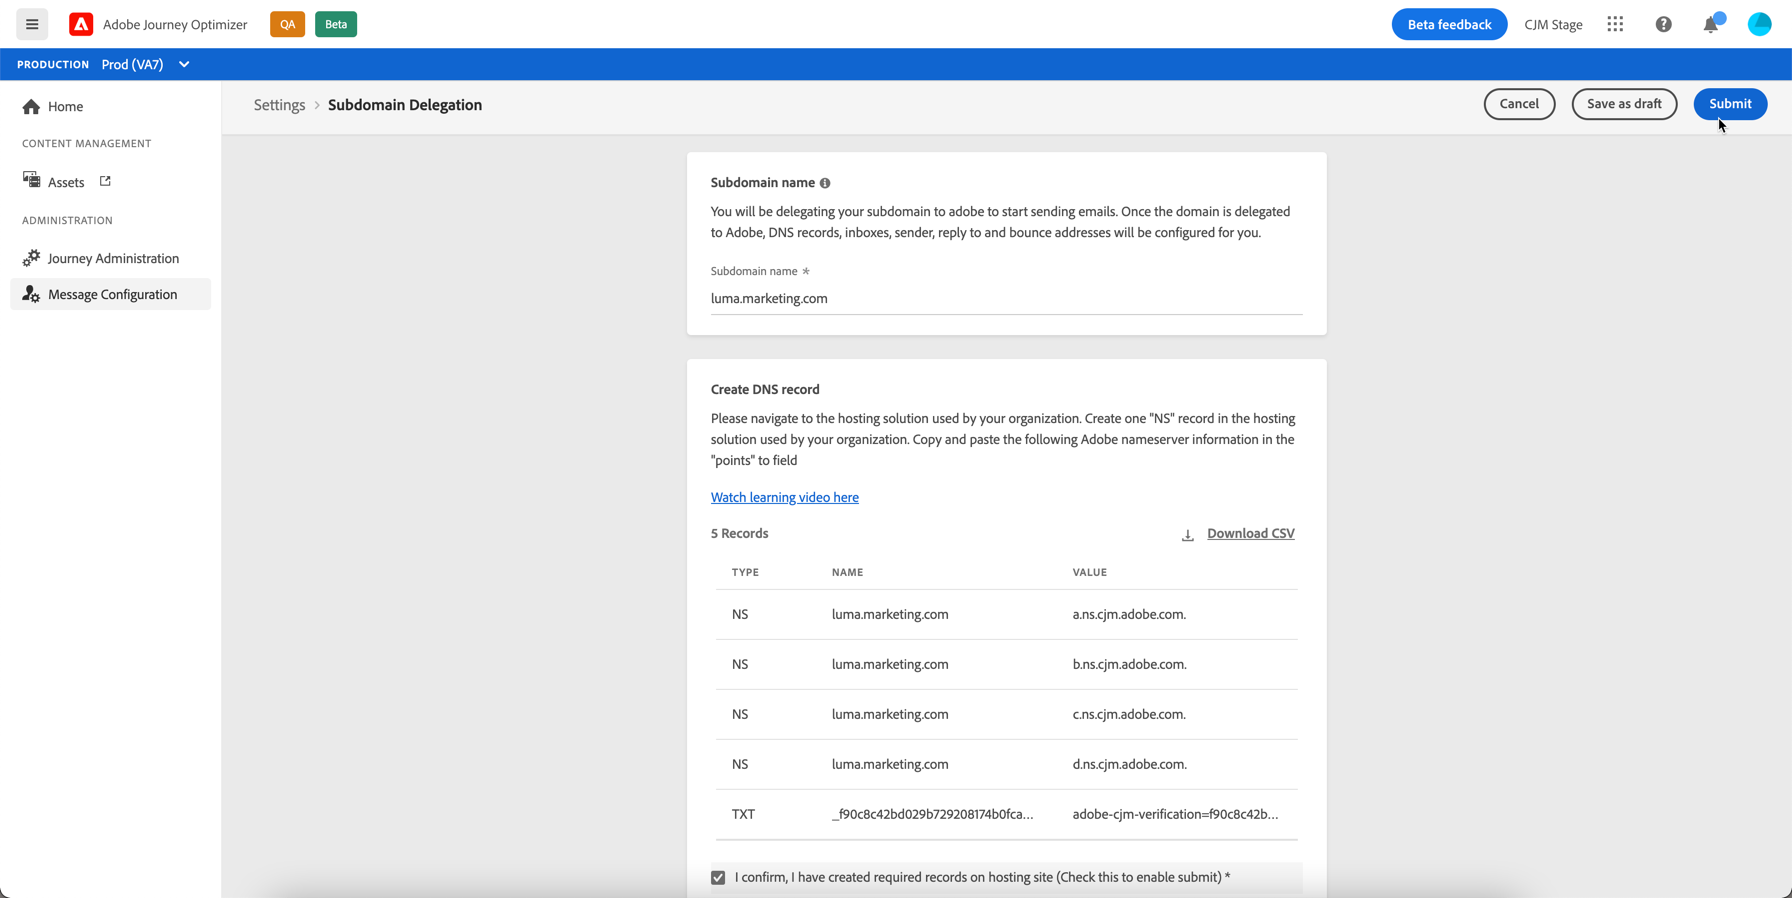 Adobe Journey Optimizer QA Beta Beta feedback CJM Stage
PRODUCTION Prod (VA7)
Home
CONTENT MANAGEMENT
Assets
ADMINISTRATION
Journey Administration
Message Configuration
Settings > Subdomain Delegation Cancel Save as draft Submit
Subdomain name
You will be delegating your subdomain to adobe to start sending emails. Once the domain is delegated
to Adobe, DNS records, inboxes, sender, reply to and bounce addresses will be configured for you.
Subdomain name *
luma.marketing.com
Create DNS record
Please navigate to the hosting solution used by your organization. Create one "NS" record in the hosting
solution used by your organization. Copy and paste the following Adobe nameserver information in the
"points" to field
Watch learning video here
5 Records Download CSV
TYPE NAME VALUE
NS luma.marketing.com a.ns.cjm.adobe.com.
NS luma.marketing.com b.ns.cjm.adobe.com.
NS luma.marketing.com c.ns.cjm.adobe.com.
NS luma.marketing.com d.ns.cjm.adobe.com.
TXT _f90c8c42bd029b729208174b0fca... adobe-cjm-verification=f90c8c42b...
I confirm, I have created required records on hosting site (Check this to enable submit) *